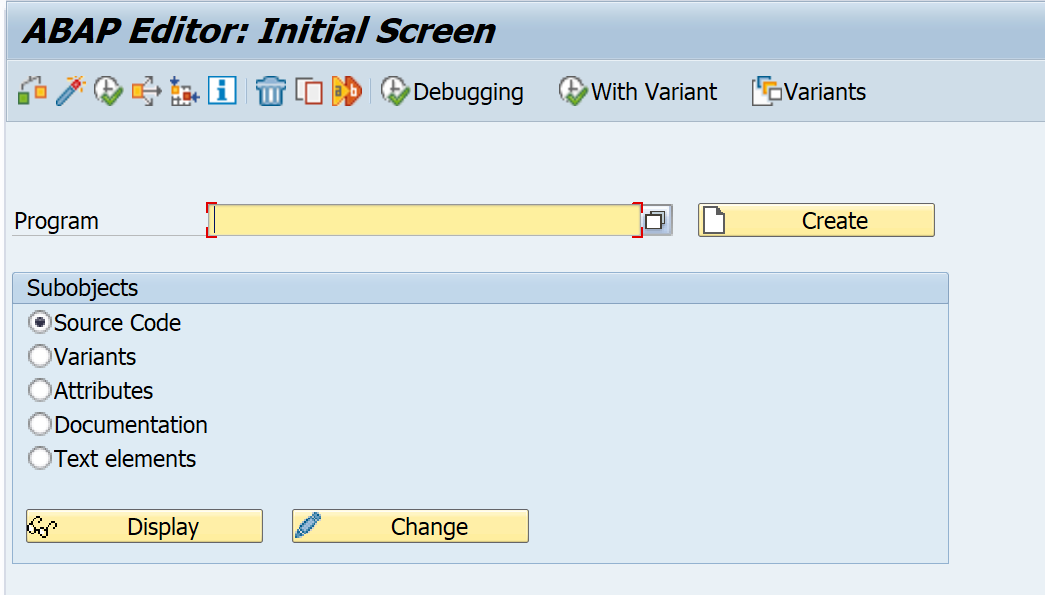 ABAP Editor: Initial Screen
Debugging With Variant Variants
Program Create
Subobjects
Source Code
Variants
Attributes
Documentation
Text elements
Display Change